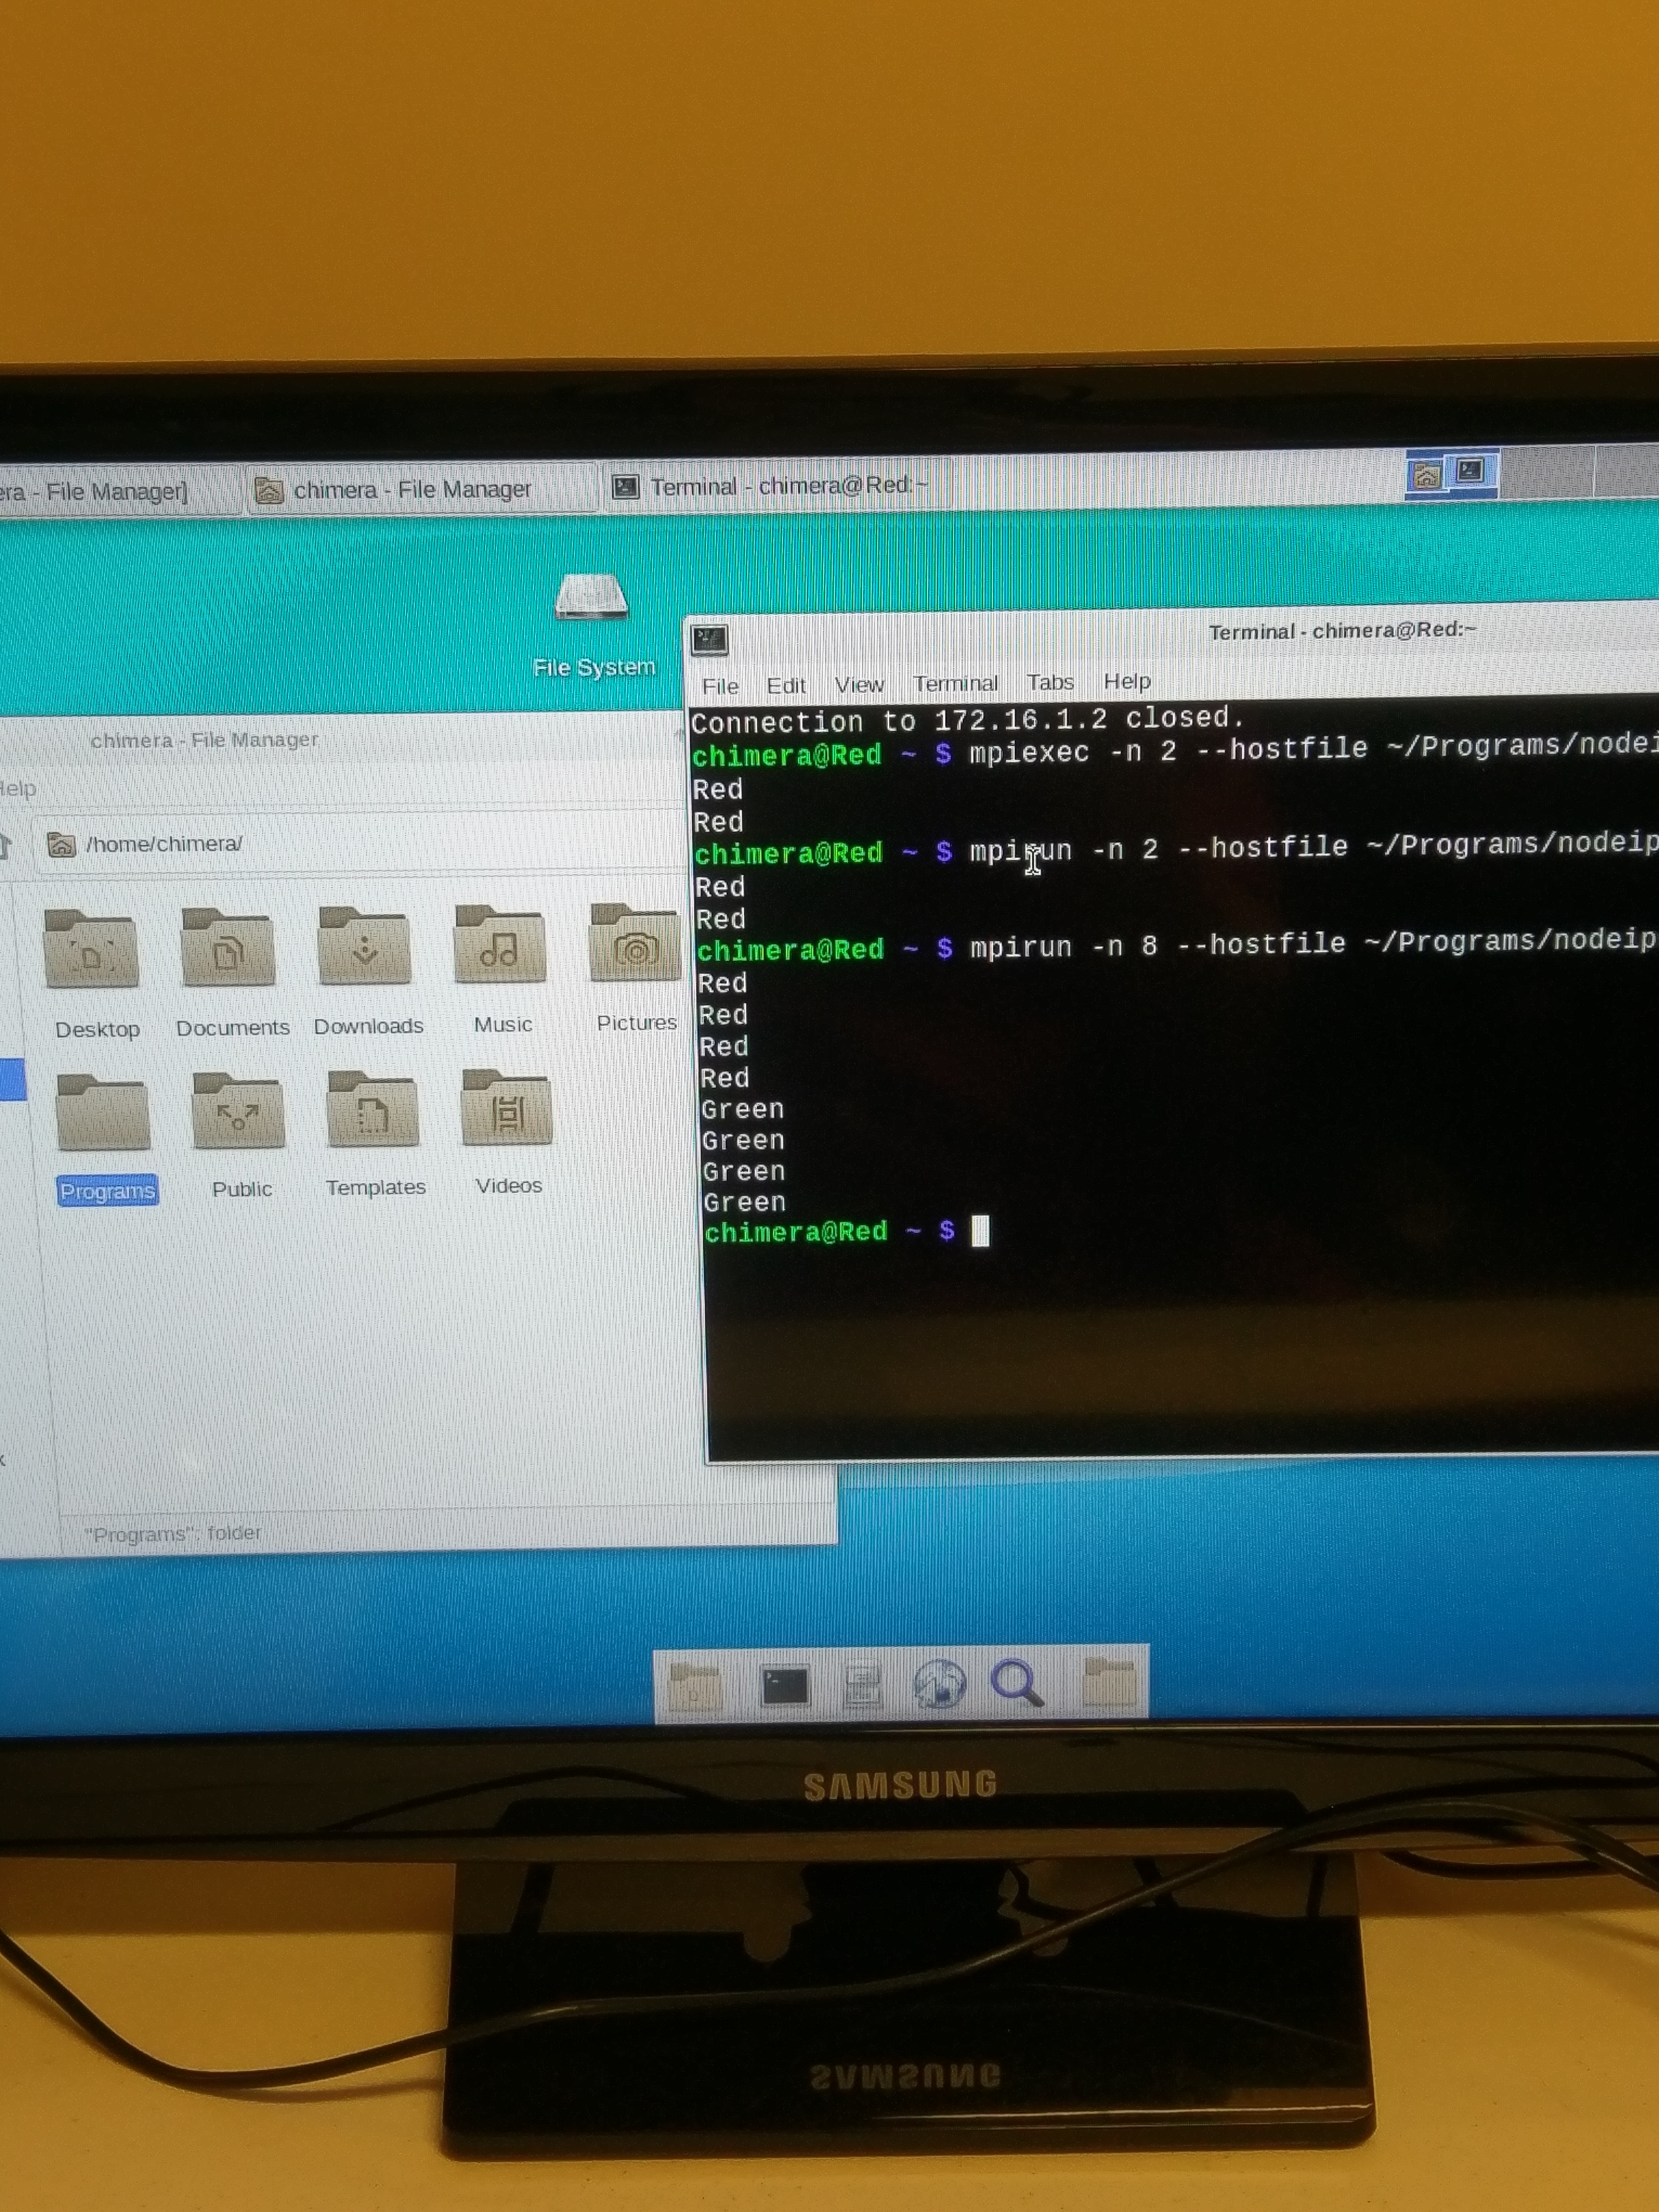 era - File Manager]
chimera - File Manager
Terminal - chimera@Red:~
File System
Terminal - chimera@Red:~
File Edit View Terminal Tabs Help
Connection to 172.16.1.2 closed.
chimera@Red ~ $ mpiexec -n 2 --hostfile ~/Programs/nodei
Red
Red
chimera@Red ~ $ mpirun -n 2 --hostfile ~/Programs/nodeip
Red
Red
chimera@Red ~ $ mpirun -n 8 --hostfile ~/Programs/nodeip
Red
Red
Red
Red
Green
Green
Green
Green
chimera@Red ~ $
chimera - File Manager
Help
/home/chimera/
Desktop Documents Downloads Music Pictures
Programs Public Templates Videos
"Programs": folder
SAMSUNG
SAMSUNG